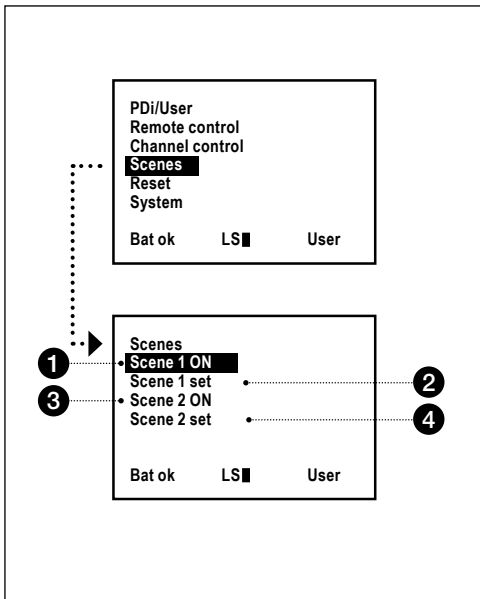 PDi/User
Remote control
Channel control
Scenes
Reset
System
Bat ok LS User
Scenes
1 Scene 1 ON
Scene 1 set 2
3 Scene 2 ON
Scene 2 set 4
Bat ok LS User